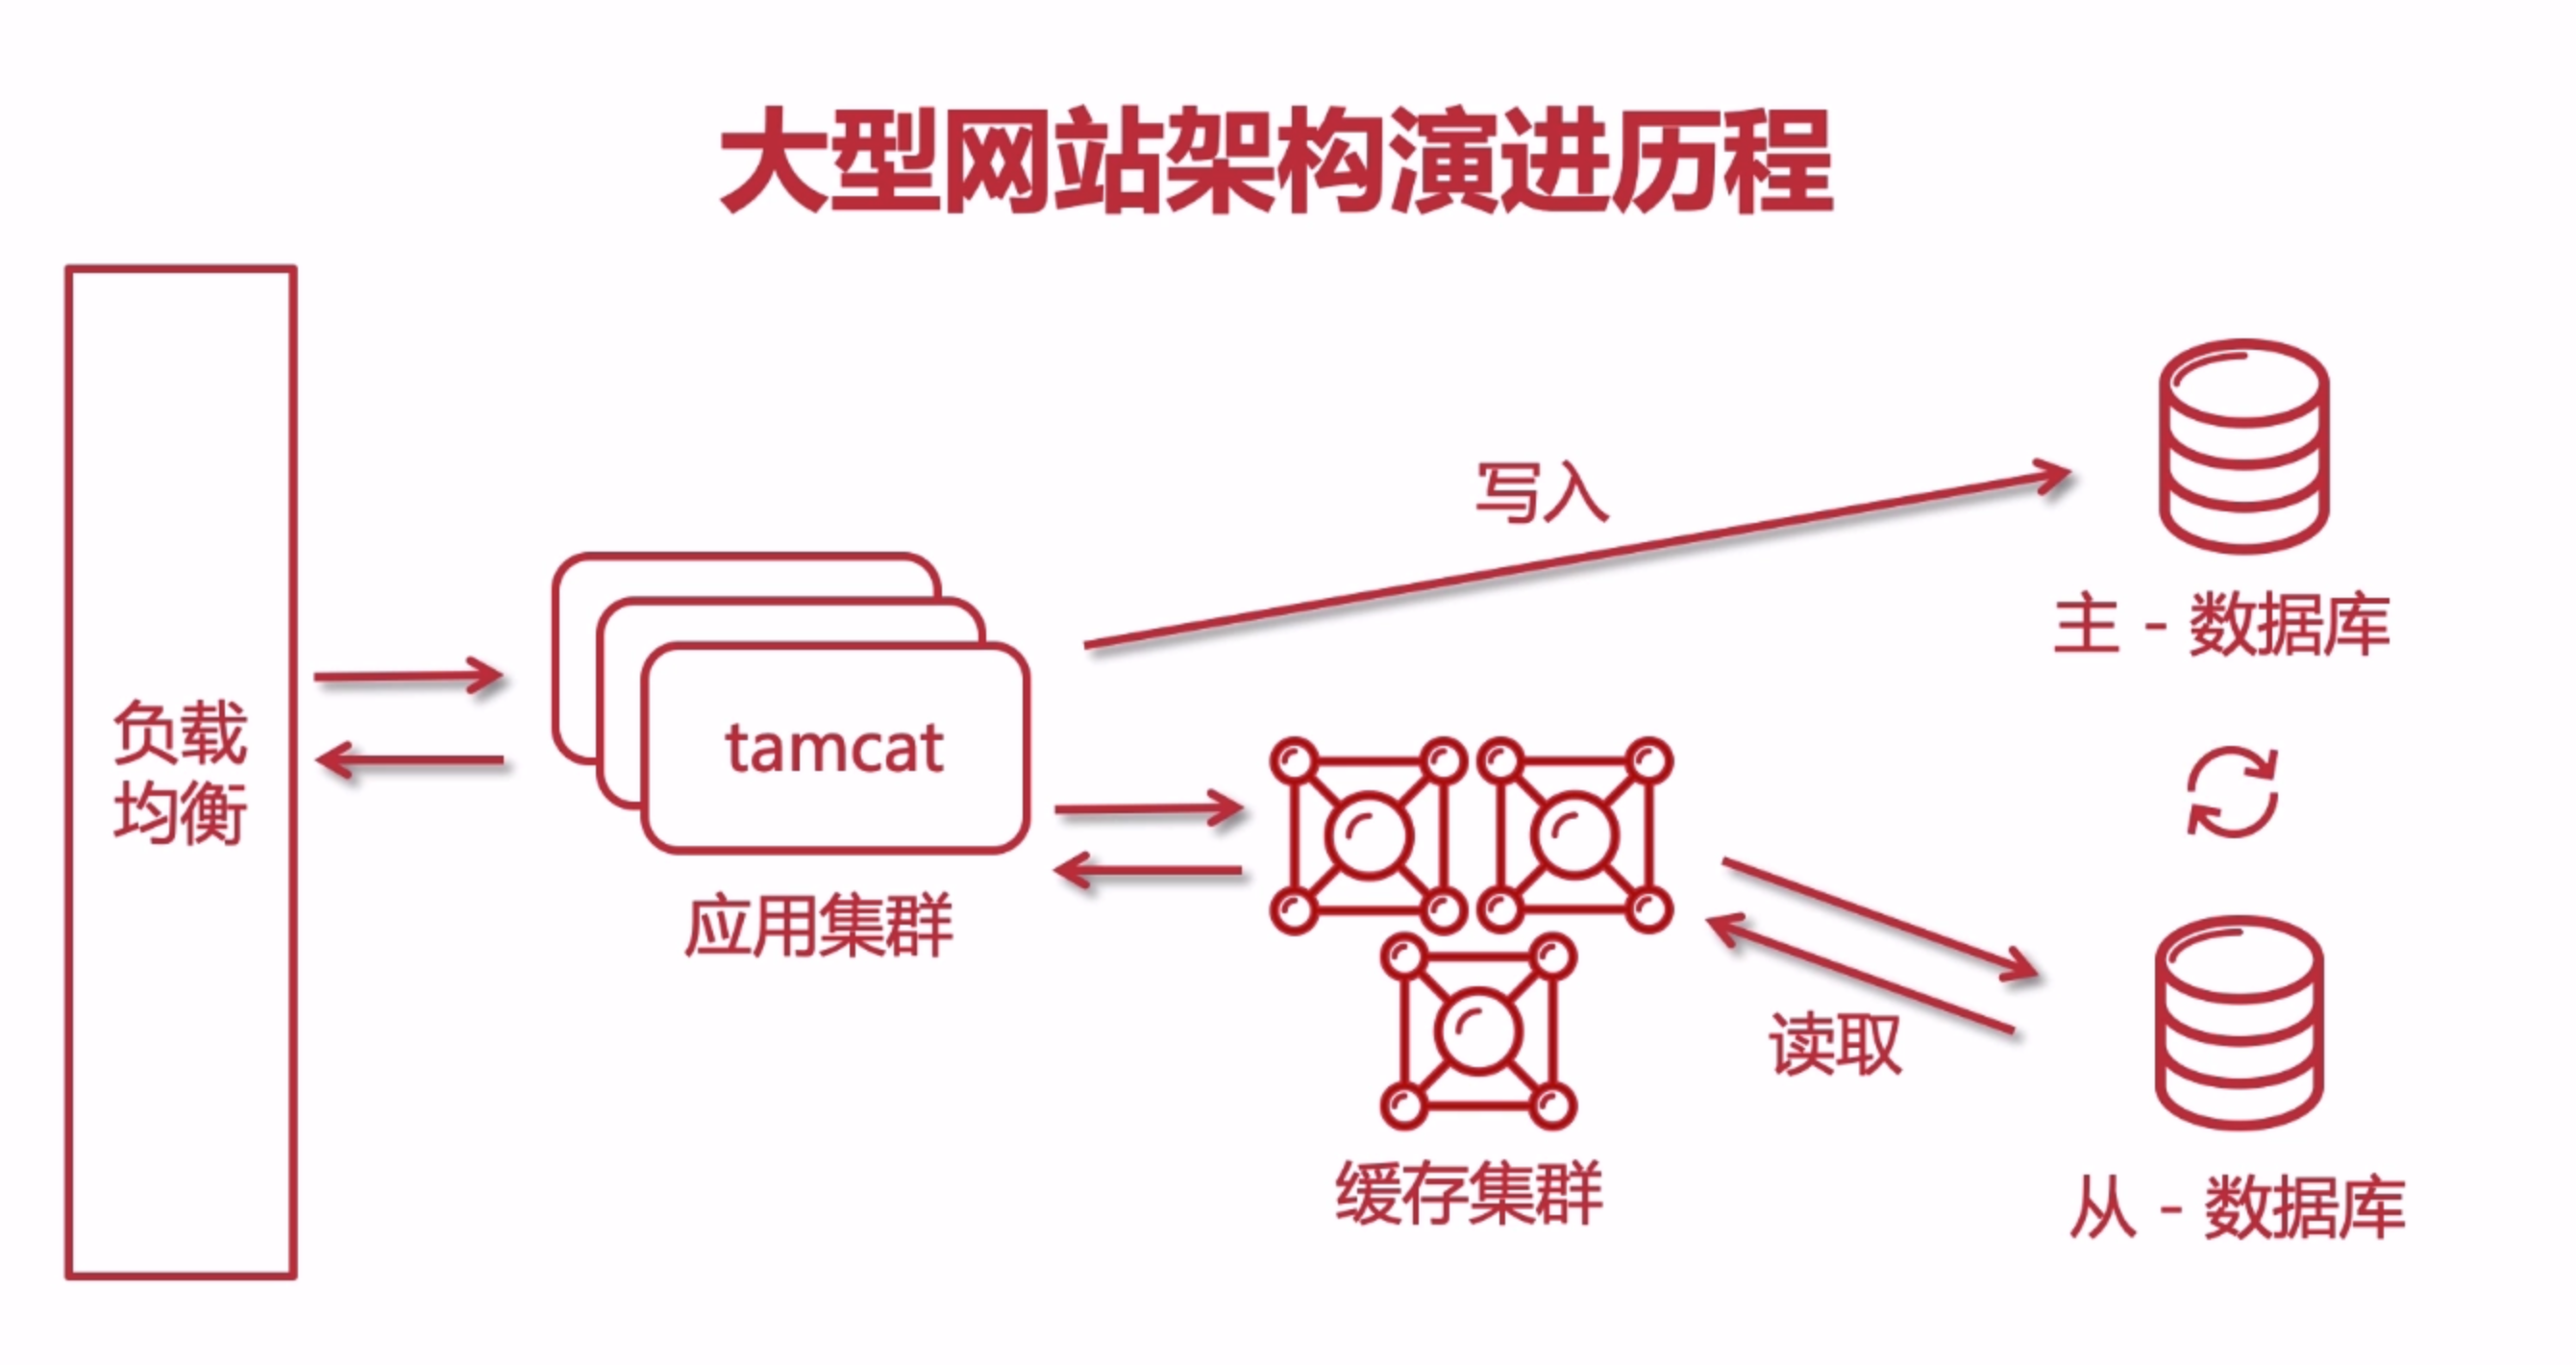 大型网站架构演进历程
写入
主 - 数据库
负载
均衡
tamcat
应用集群
读取
缓存集群
从 - 数据库